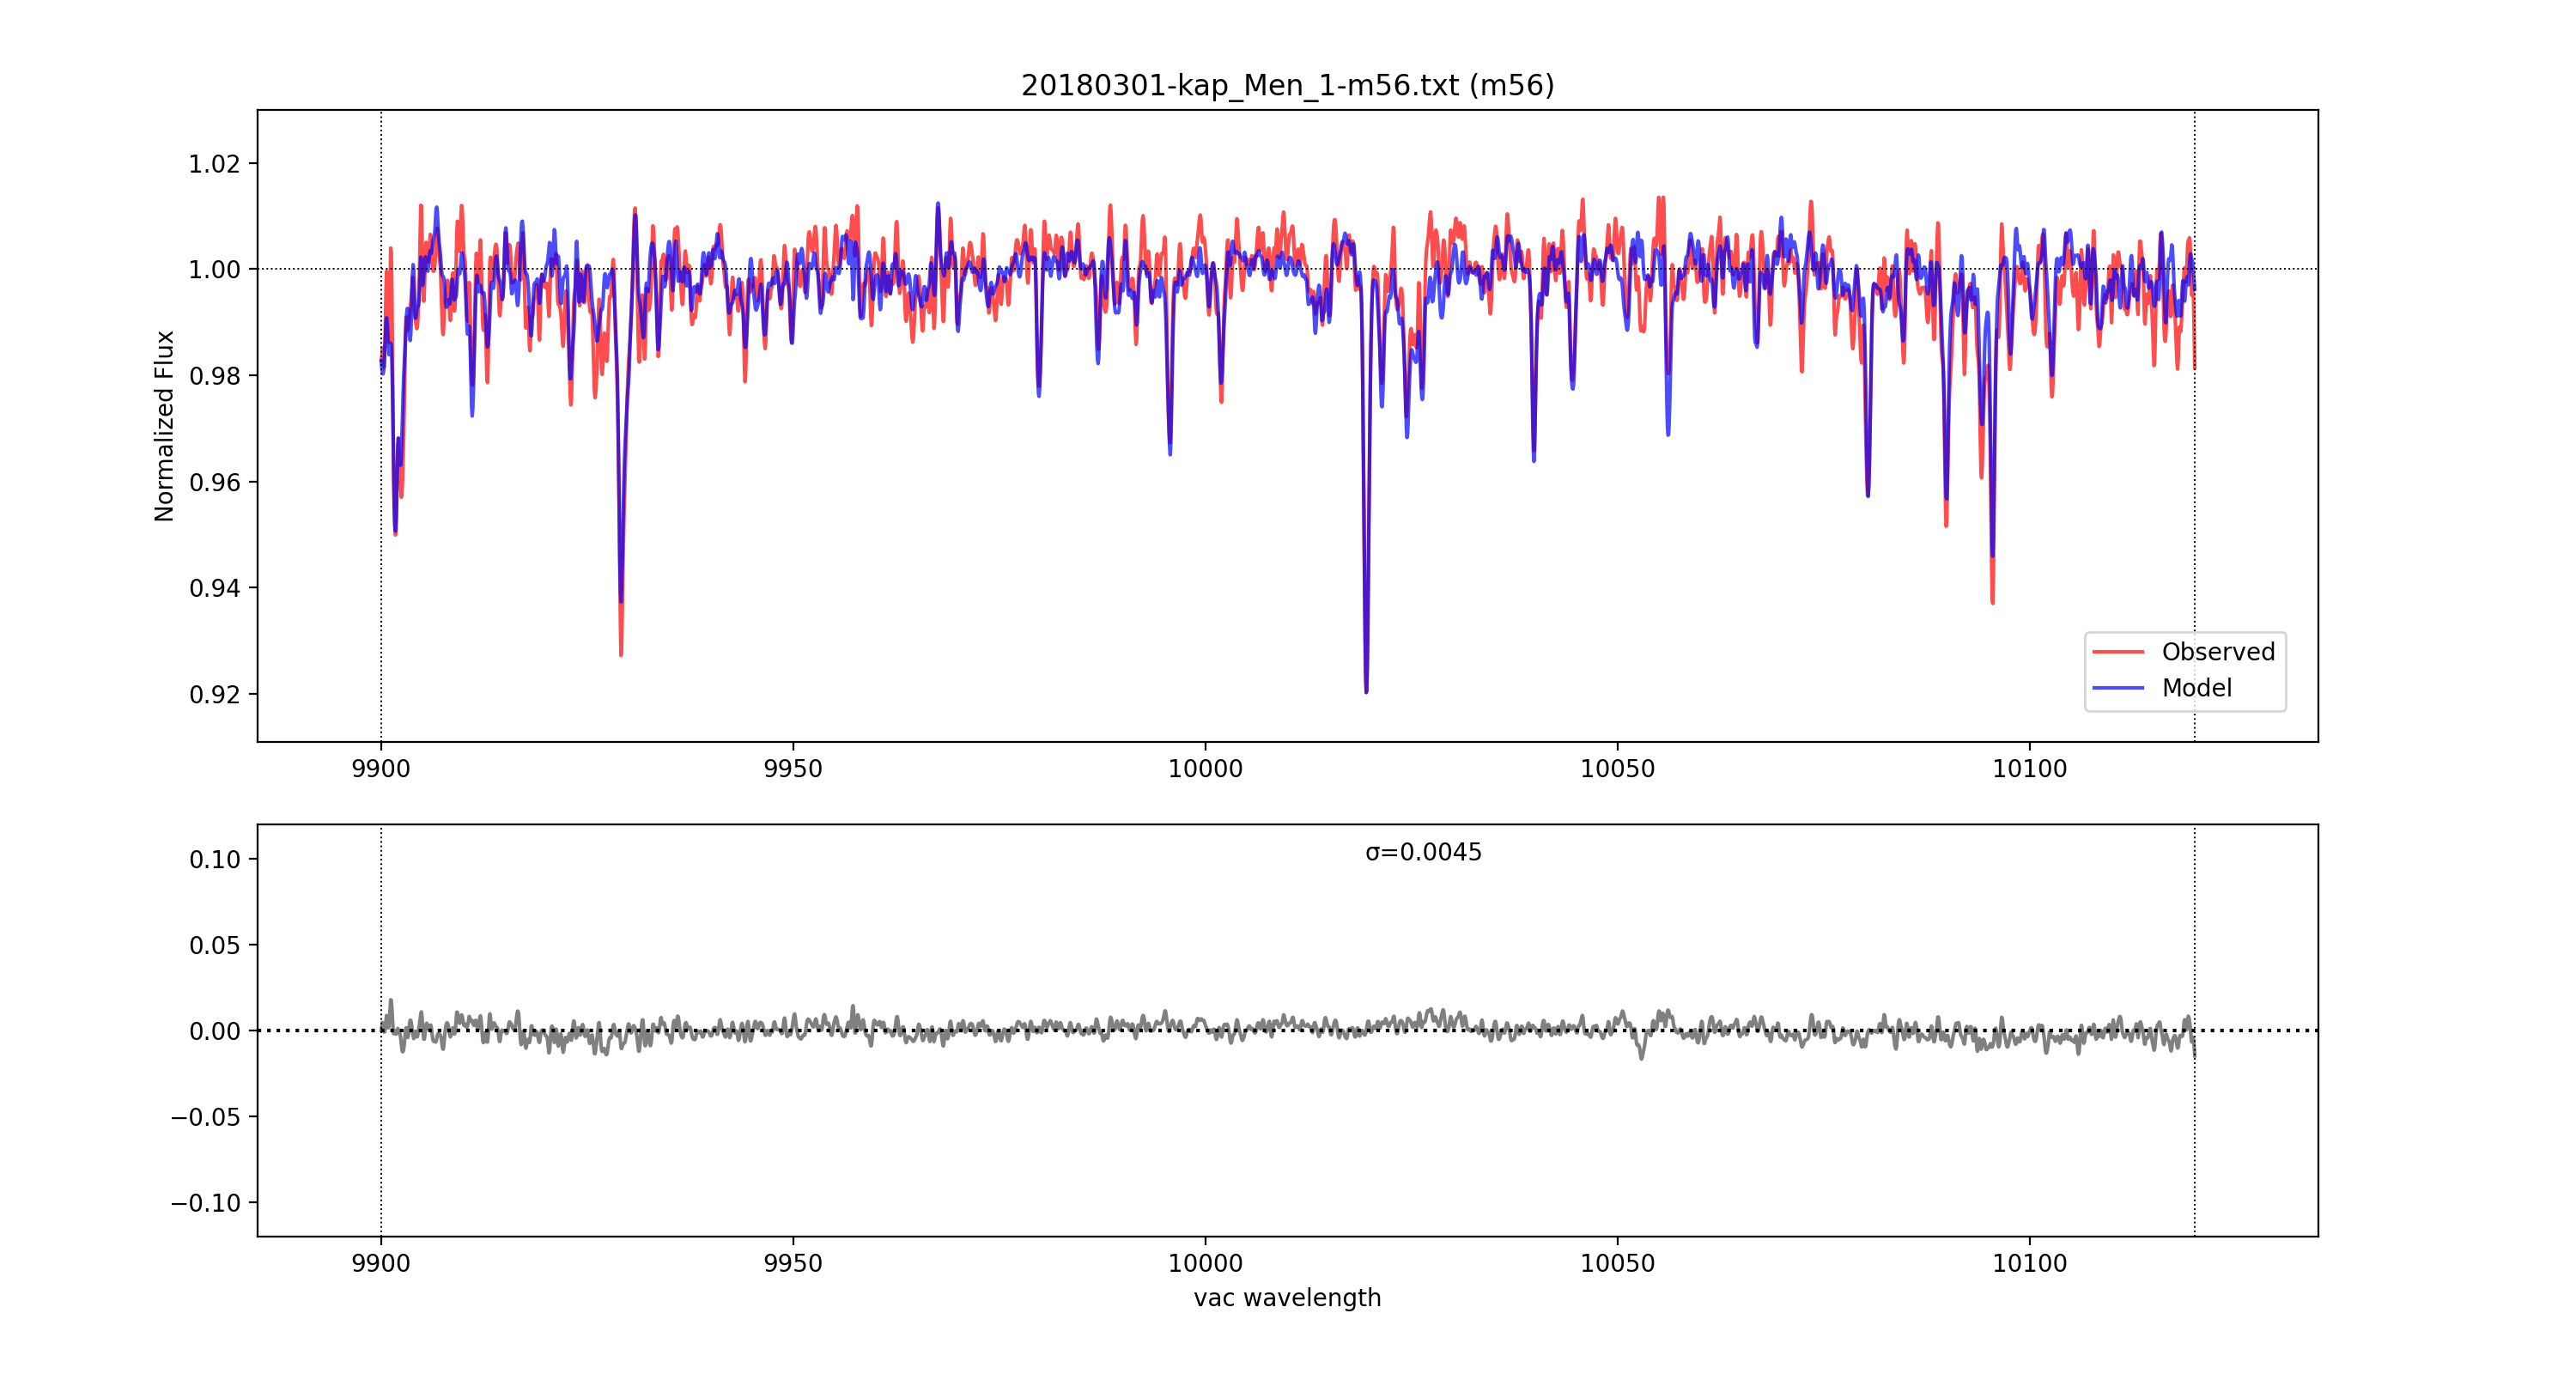 20180301-kap_Men_1-m56.txt (m56)
Normalized Flux
1.02
1.00
0.98
0.96
0.94
0.92
9900 9950 10000 10050 10100
Observed
Model
σ=0.0045
0.10
0.05
0.00
−0.05
−0.10
9900 9950 10000 10050 10100
vac wavelength